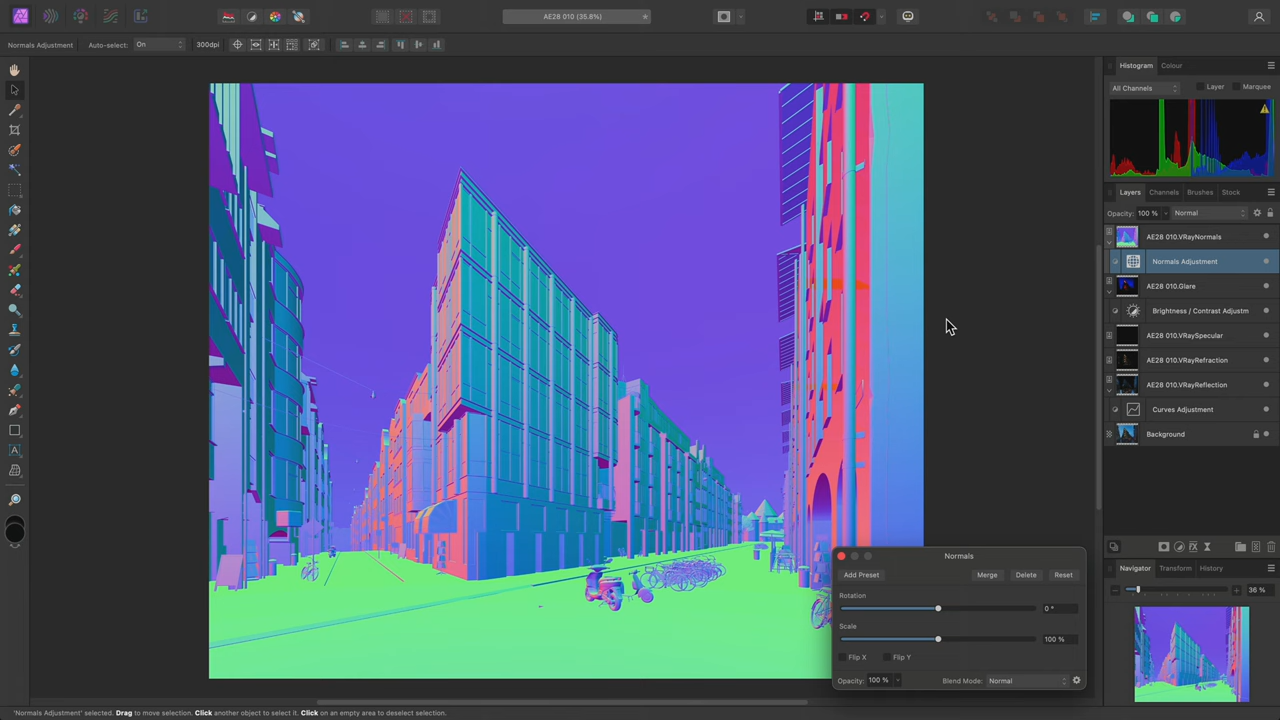 AE28 010 (35.8%)
Normals Adjustment
Auto-select:
On
300dpi
Histogram
Colour
All Channels
Layer
Marquee
Layers
Channels
Brushes
Stock
Opacity:
100 %
Normal
AE28 010.VRayNormals
Normals Adjustment
AE28 010.Glare
Brightness / Contrast Adjustm
AE28 010.VRaySpecular
AE28 010.VRayRefraction
AE28 010.VRayReflection
Curves Adjustment
Background
Normals
Add Preset
Merge
Delete
Reset
Rotation
0 °
Scale
100 %
Flip X
Flip Y
Opacity:
100 %
Blend Mode:
Normal
Navigator
Transform
History
36 %
'Normals Adjustment' selected. Drag to move selection. Click another object to select it. Click on an empty area to deselect selection.